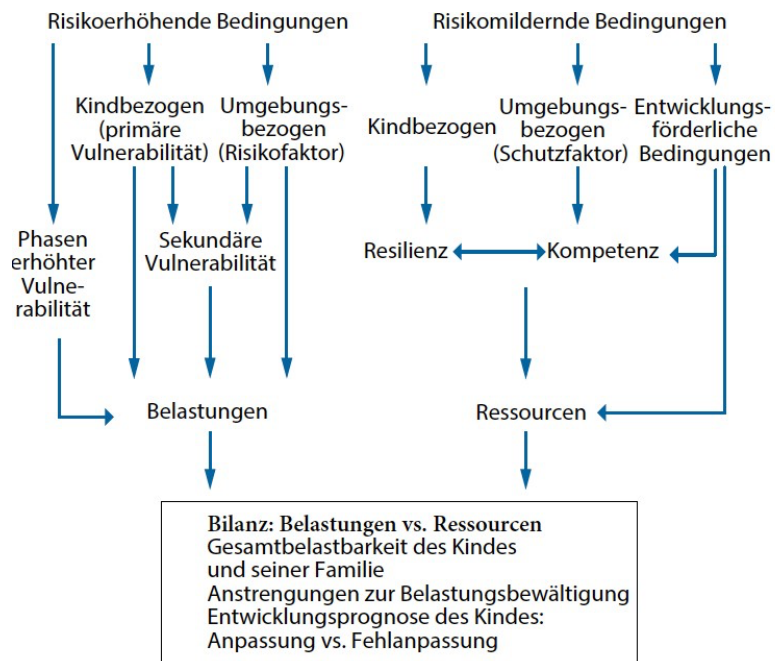 Risikoerhöhende Bedingungen
Risikomildernde Bedingungen
Kindbezogen
(primäre
Vulnerabilität)
Umgebungs-
bezogen
(Risikofaktor)
Kindbezogen
Umgebungs-
bezogen
(Schutzfaktor)
Entwicklungs-
förderliche
Bedingungen
Phasen
erhöhter
Vulne-
rabilität
Sekundäre
Vulnerabilität
Resilienz
Kompetenz
Belastungen
Ressourcen
Bilanz: Belastungen vs. Ressourcen
Gesamtbelastbarkeit des Kindes
und seiner Familie
Anstrengungen zur Belastungsbewältigung
Entwicklungsprognose des Kindes:
Anpassung vs. Fehlanpassung